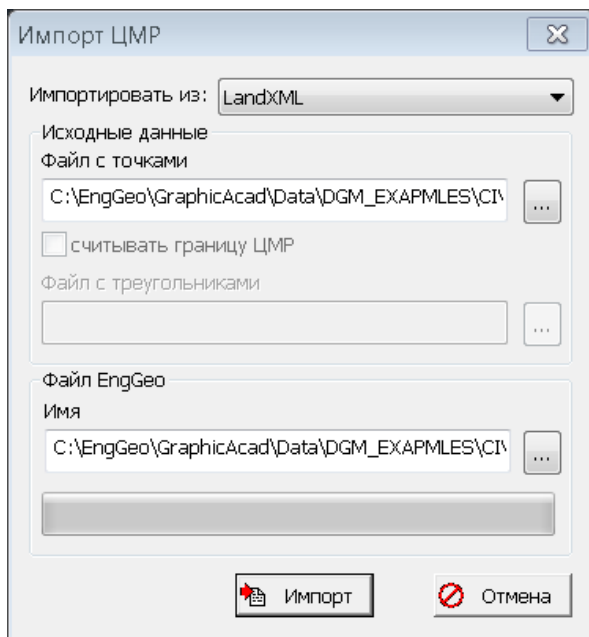 Импорт ЦМР
Импортировать из: LandXML
Исходные данные
Файл с точками
C:\EngGeo\GraphicAcad\Data\DGM_EXAPMLES\CI\
...
считывать границу ЦМР
Файл с треугольниками
...
Файл EngGeo
Имя
C:\EngGeo\GraphicAcad\Data\DGM_EXAPMLES\CI\
...
Импорт Отмена